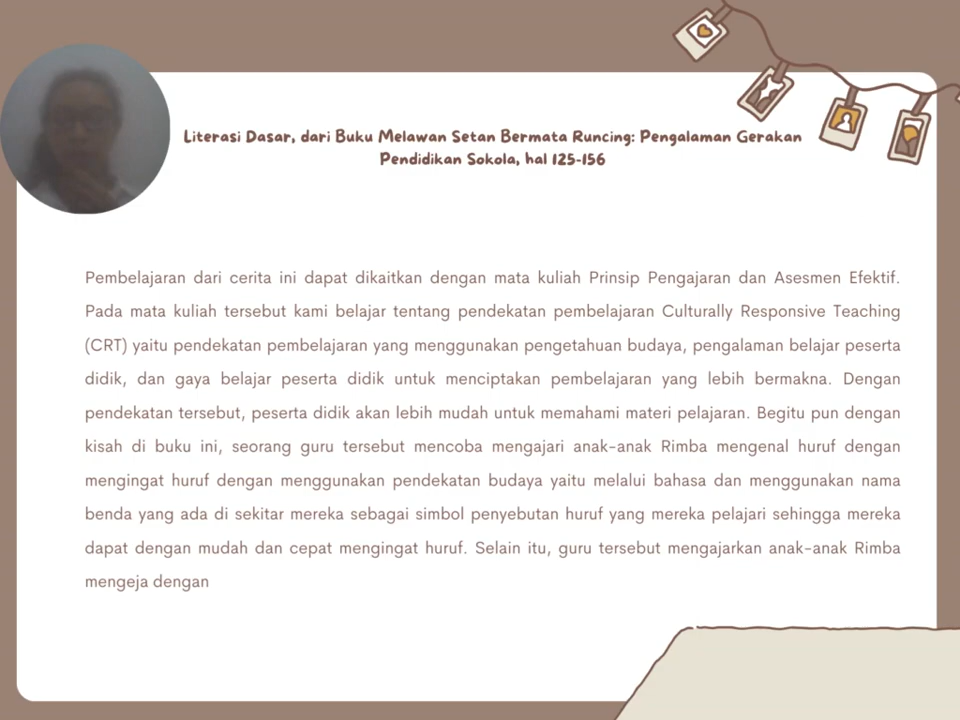 Literasi Dasar, dari Buku Melawan Setan Bermata Runcing: Pengalaman Gerakan
Pendidikan Sokola, hal 125-156
Pembelajaran dari cerita ini dapat dikaitkan dengan mata kuliah Prinsip Pengajaran dan Asesmen Efektif.
Pada mata kuliah tersebut kami belajar tentang pendekatan pembelajaran Culturally Responsive Teaching
(CRT) yaitu pendekatan pembelajaran yang menggunakan pengetahuan budaya, pengalaman belajar peserta
didik, dan gaya belajar peserta didik untuk menciptakan pembelajaran yang lebih bermakna. Dengan
pendekatan tersebut, peserta didik akan lebih mudah untuk memahami materi pelajaran. Begitu pun dengan
kisah di buku ini, seorang guru tersebut mencoba mengajari anak-anak Rimba mengenal huruf dengan
mengingat huruf dengan menggunakan pendekatan budaya yaitu melalui bahasa dan menggunakan nama
benda yang ada di sekitar mereka sebagai simbol penyebutan huruf yang mereka pelajari sehingga mereka
dapat dengan mudah dan cepat mengingat huruf. Selain itu, guru tersebut mengajarkan anak-anak Rimba
mengeja dengan